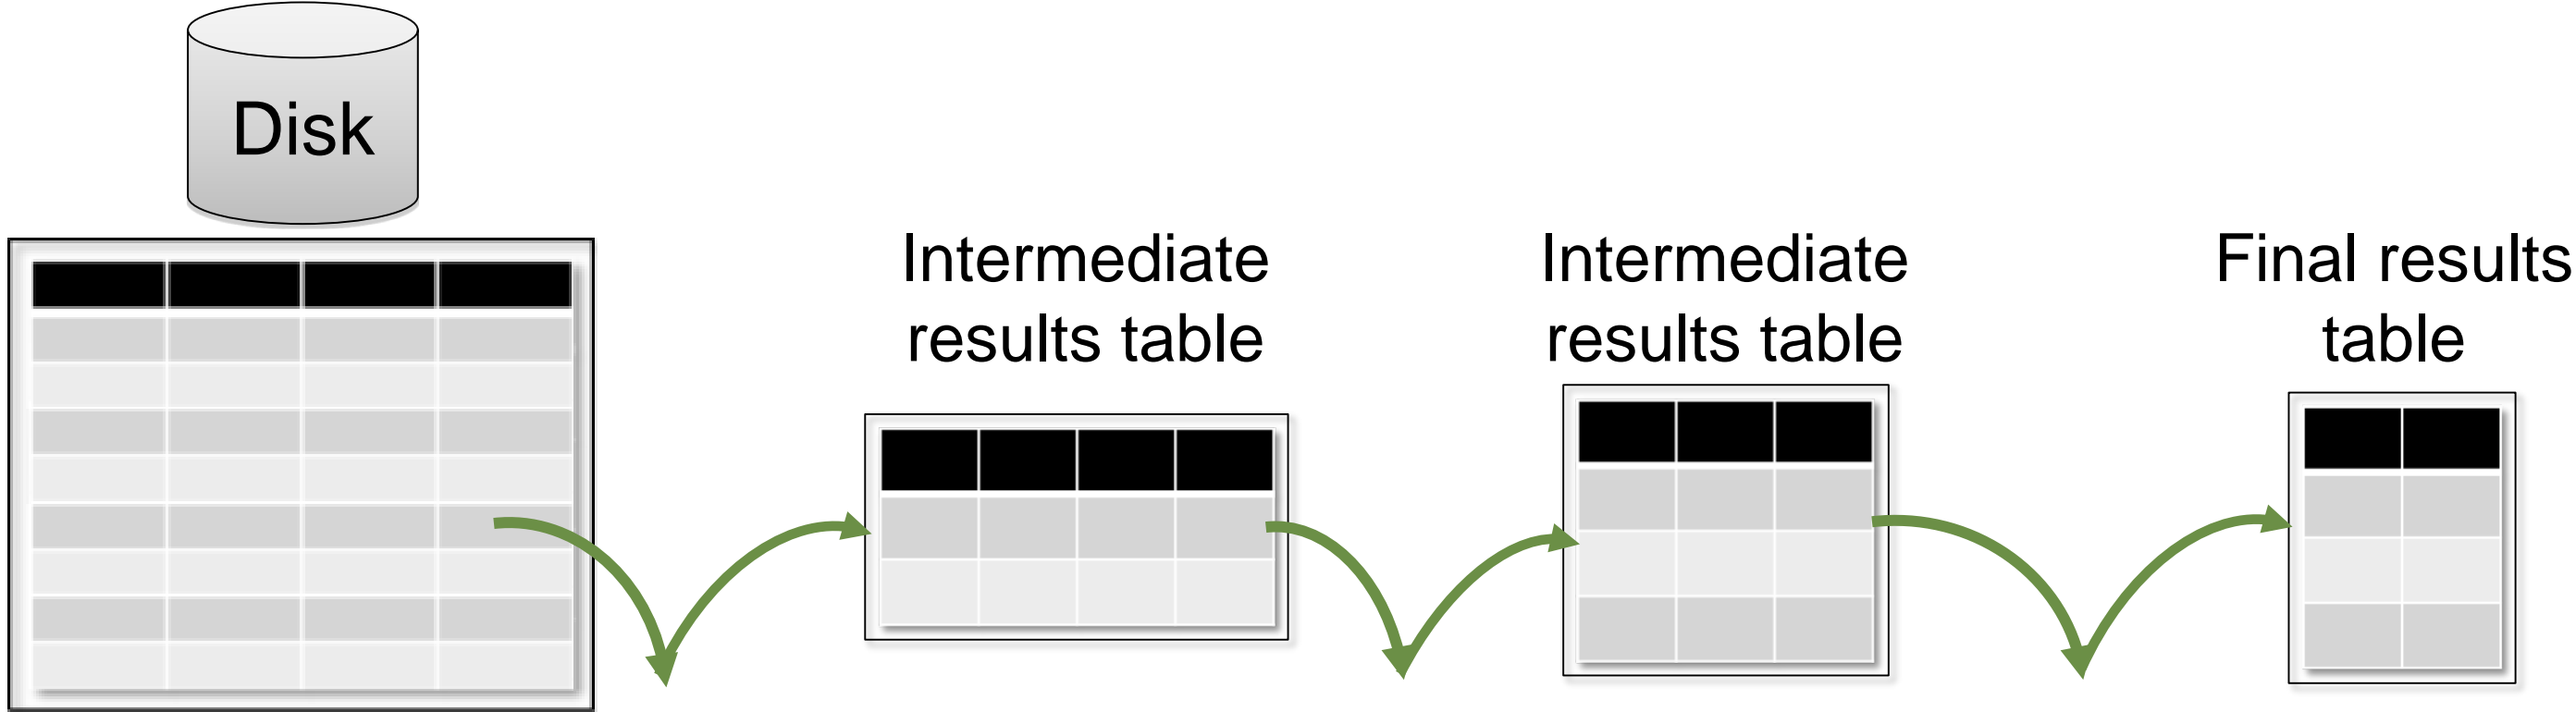 Disk
Intermediate
results table
Intermediate
results table
Final results
table